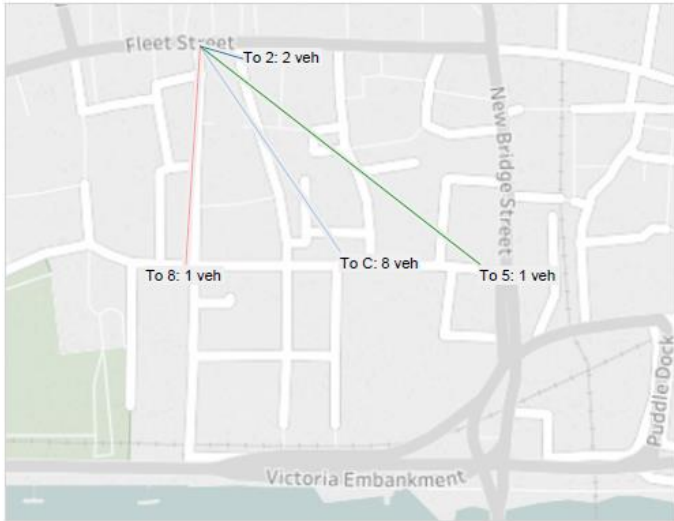 Fleet Street
To 2: 2 veh
New Bridge Street
To 8: 1 veh
To C: 8 veh
To 5: 1 veh
Puddle Dock
Victoria Embankment